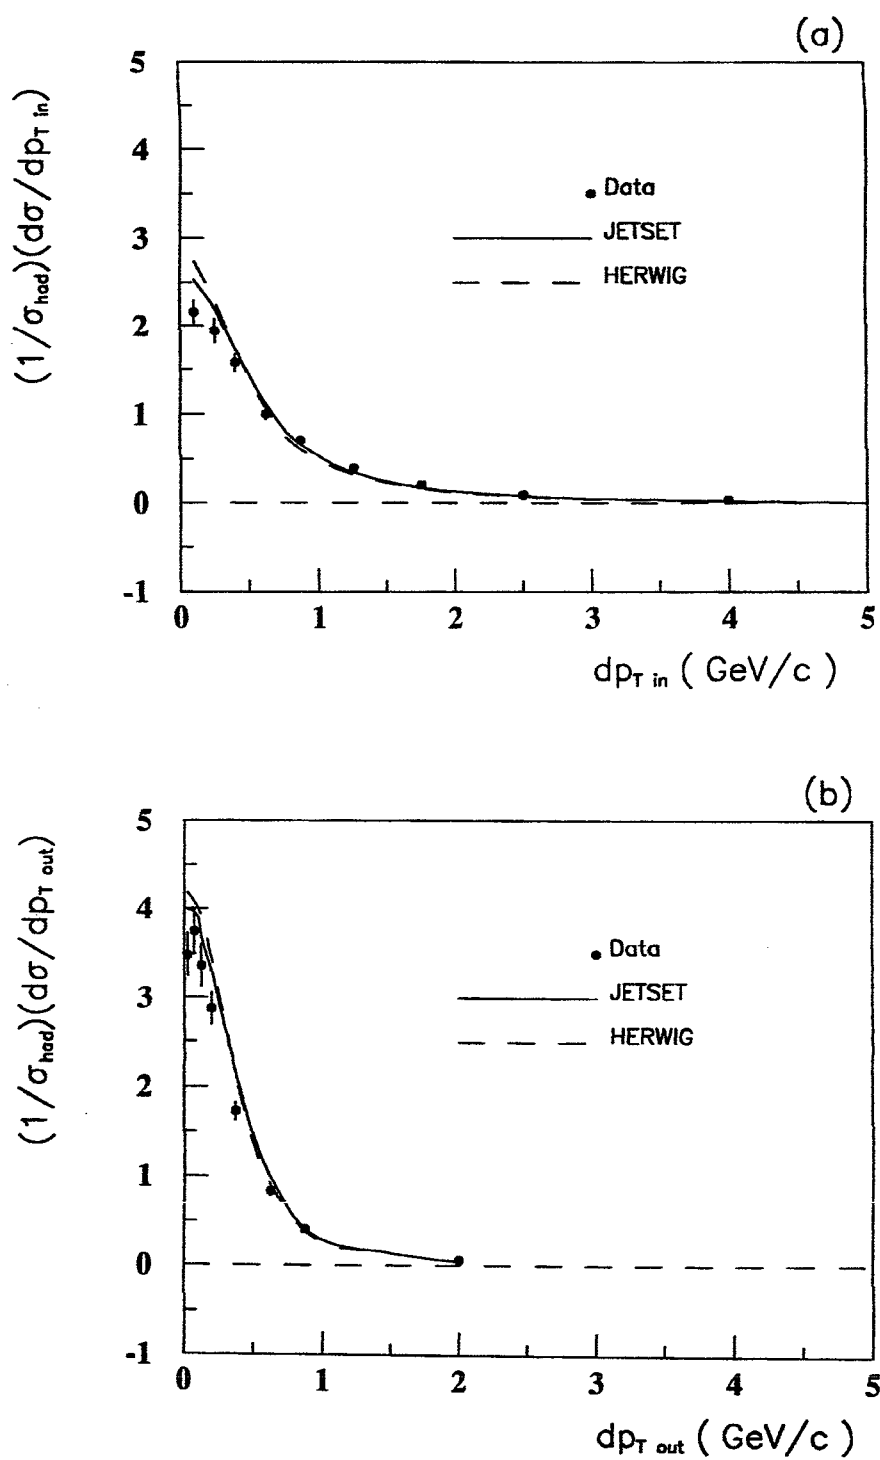 (a)
5
4
3
2
1
0
-1
(1/σhad)(dσ/dpT in)
Data
JETSET
HERWIG
0 1 2 3 4 5
dpT in ( GeV/c )
(b)
5
4
3
2
1
0
-1
(1/σhad)(dσ/dpT out)
Data
JETSET
HERWIG
0 1 2 3 4 5
dpT out ( GeV/c )